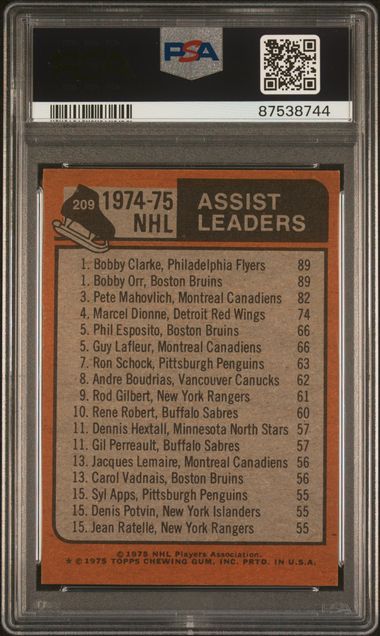 PSA
87538744
209
1974-75
NHL
ASSIST
LEADERS
1. Bobby Clarke, Philadelphia Flyers 89
1. Bobby Orr, Boston Bruins 89
3. Pete Mahovlich, Montreal Canadiens 82
4. Marcel Dionne, Detroit Red Wings 74
5. Phil Esposito, Boston Bruins 66
5. Guy Lafleur, Montreal Canadiens 66
7. Ron Schock, Pittsburgh Penguins 63
8. Andre Boudrias, Vancouver Canucks 62
9. Rod Gilbert, New York Rangers 61
10. Rene Robert, Buffalo Sabres 60
11. Dennis Hextall, Minnesota North Stars 57
11. Gil Perreault, Buffalo Sabres 57
13. Jacques Lemaire, Montreal Canadiens 56
13. Carol Vadnais, Boston Bruins 56
15. Syl Apps, Pittsburgh Penguins 55
15. Denis Potvin, New York Islanders 55
15. Jean Ratelle, New York Rangers 55
© 1975 NHL Players Association.
★ © 1975 TOPPS CHEWING GUM, INC. PRTD. IN U.S.A.